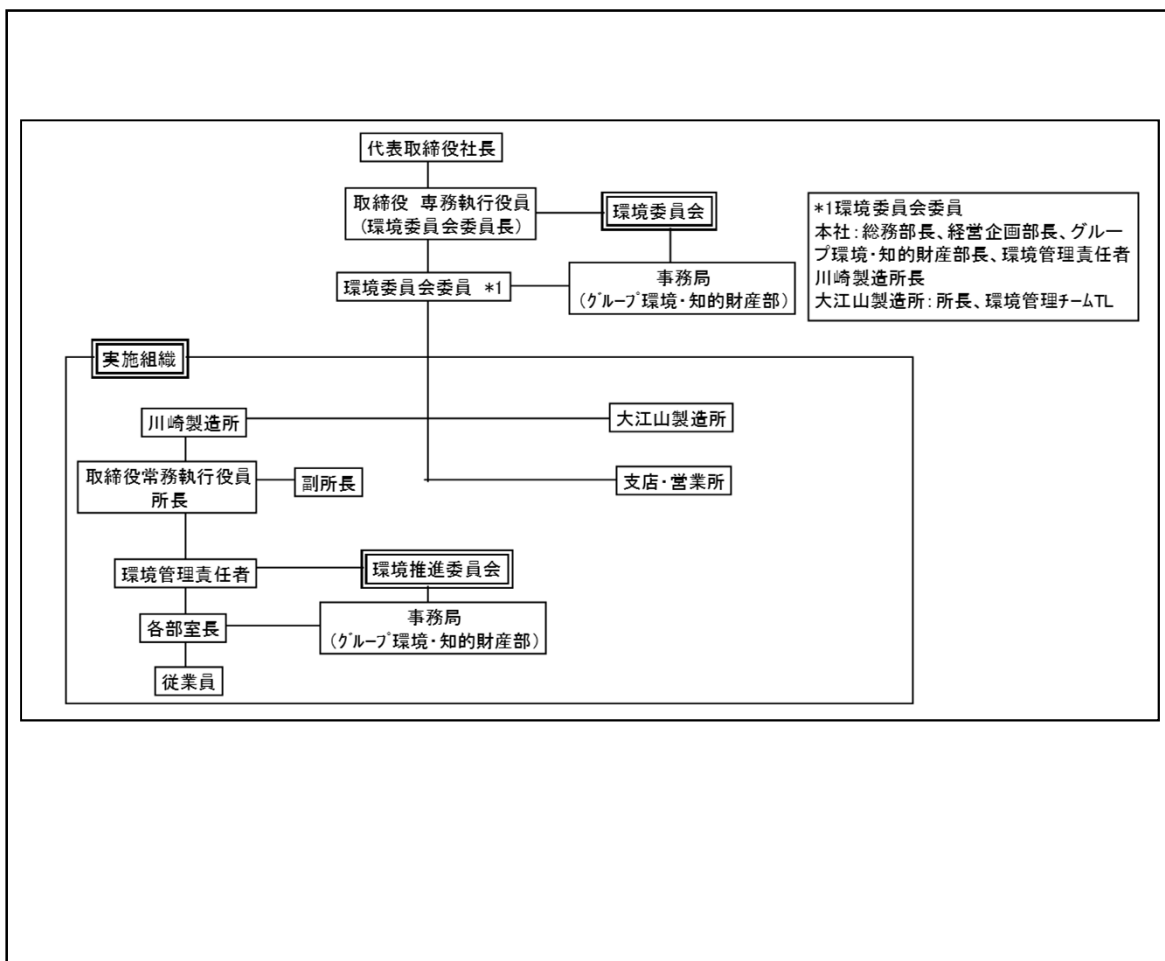 代表取締役社長
取締役 専務執行役員
(環境委員会委員長)
環境委員会
*1環境委員会委員
本社：総務部長、経営企画部長、グルー
プ環境・知的財産部長、環境管理責任者
川崎製造所長
大江山製造所：所長、環境管理チームTL
環境委員会委員 *1
事務局
(グループ環境・知的財産部)
実施組織
川崎製造所
大江山製造所
取締役常務執行役員
所長
副所長
支店・営業所
環境管理責任者
環境推進委員会
各部室長
事務局
(グループ環境・知的財産部)
従業員